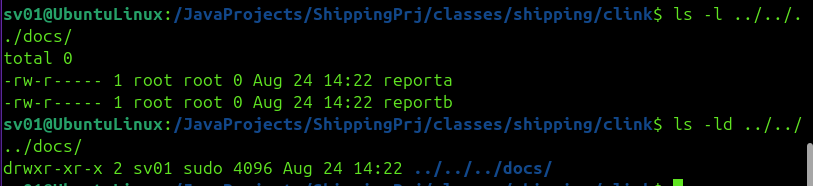 sv01@UbuntuLinux:/JavaProjects/ShippingPrj/classes/shipping/clink$ ls -l ../../.
./docs/
total 0
-rw-r----- 1 root root 0 Aug 24 14:22 reporta
-rw-r----- 1 root root 0 Aug 24 14:22 reportb
sv01@UbuntuLinux:/JavaProjects/ShippingPrj/classes/shipping/clink$ ls -ld ../../
../docs/
drwxr-xr-x 2 sv01 sudo 4096 Aug 24 14:22 ../../../docs/